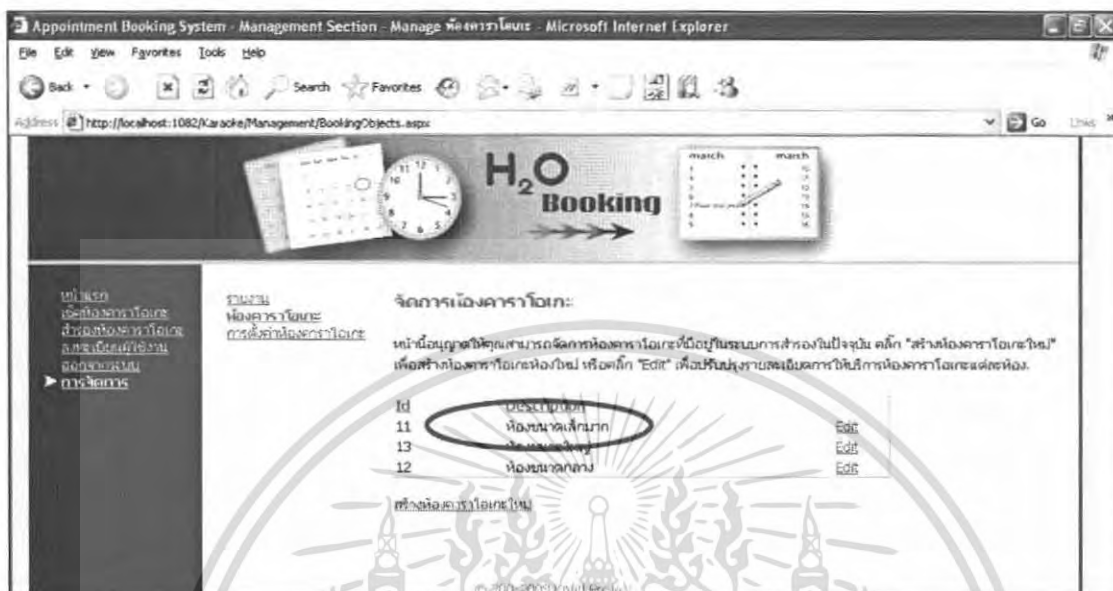 Appointment Booking System - Management Section - Manage ห้องคาราโอเกะ - Microsoft Internet Explorer
File Edit View Favorites Tools Help
Back Search Favorites
Address http://localhost:1082/Karaoke/Management/BookingObjects.aspx Go Links
march march
H2O
Booking
หน้าแรก
เช็คห้องคาราโอเกะ
สำรองห้องคาราโอเกะ
ลงทะเบียนผู้ใช้งาน
ออกจากระบบ
การจัดการ
รายงาน
ห้องคาราโอเกะ
การตั้งค่าห้องคาราโอเกะ
จัดการห้องคาราโอเกะ
หน้านี้อนุญาตให้คุณสามารถจัดการห้องคาราโอเกะที่มีอยู่ในระบบการสำรองในปัจจุบัน คลิ๊ก "สร้างห้องคาราโอเกะใหม่"
เพื่อสร้างห้องคาราโอเกะห้องใหม่ หรือคลิ๊ก "Edit" เพื่อปรับปรุงรายละเอียดการให้บริการห้องคาราโอเกะแต่ละห้อง.
Id Description
11 ห้องขนาดเล็กมาก Edit
13 ห้องขนาดใหญ่ Edit
12 ห้องขนาดกลาง Edit
สร้างห้องคาราโอเกะใหม่